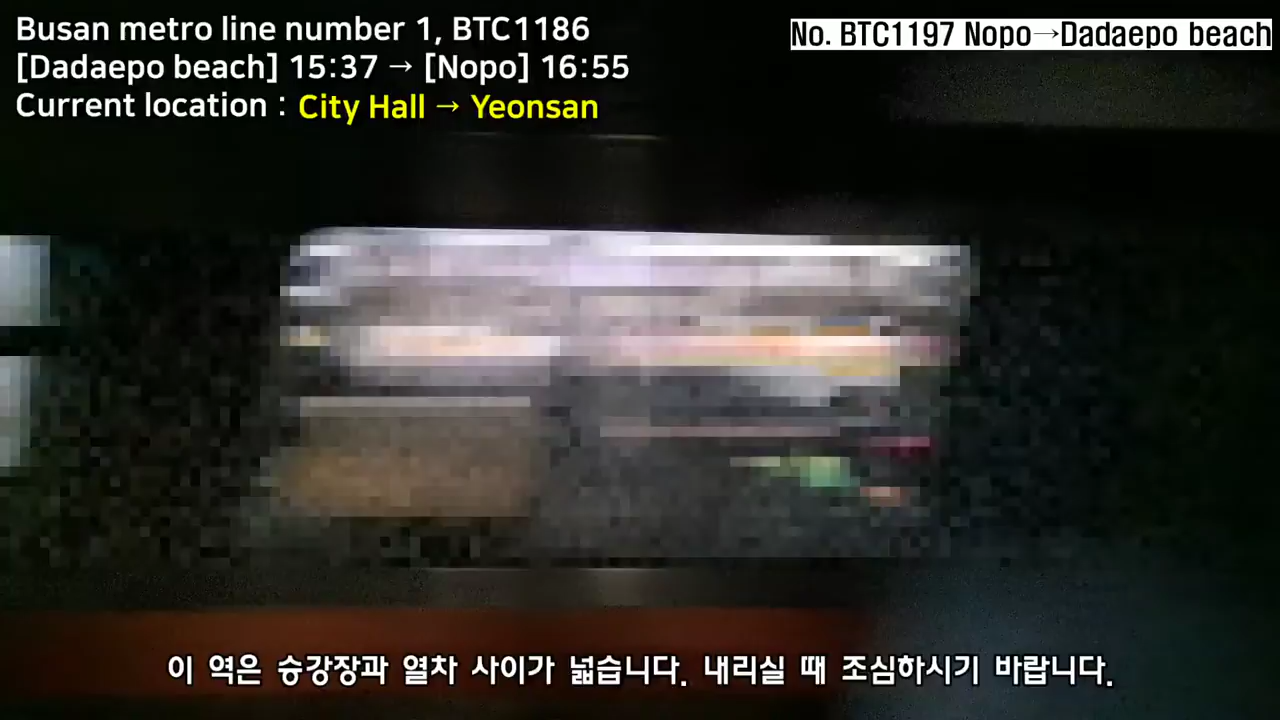 Busan metro line number 1, BTC1186
[Dadaepo beach] 15:37 → [Nopo] 16:55
Current location : City Hall → Yeonsan
No. BTC1197 Nopo→Dadaepo beach
이 역은 승강장과 열차 사이가 넓습니다. 내리실 때 조심하시기 바랍니다.